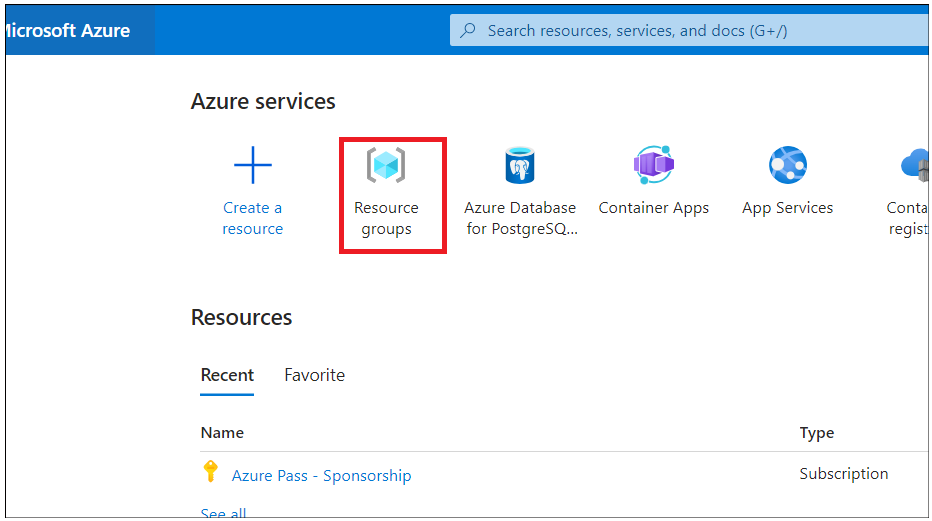 Microsoft Azure
Search resources, services, and docs (G+/)
Azure services
Create a
resource
Resource
groups
Azure Database
for PostgreSQ...
Container Apps
App Services
Conta
regist
Resources
Recent
Favorite
Name
Type
Azure Pass - Sponsorship
Subscription
See all